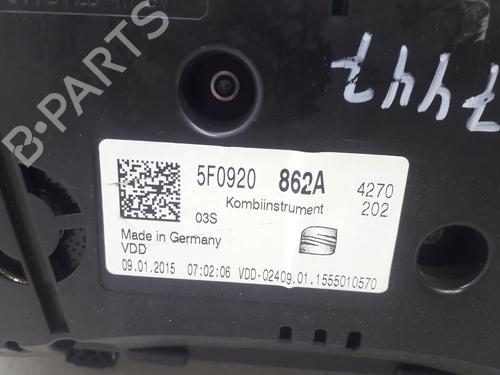 7447
5F0920 862A 4270
Kombiinstrument 202
03S
Made in Germany
VDD
09.01.2015 07:02:06 VDD-02409.01.1555010570
B-PARTS